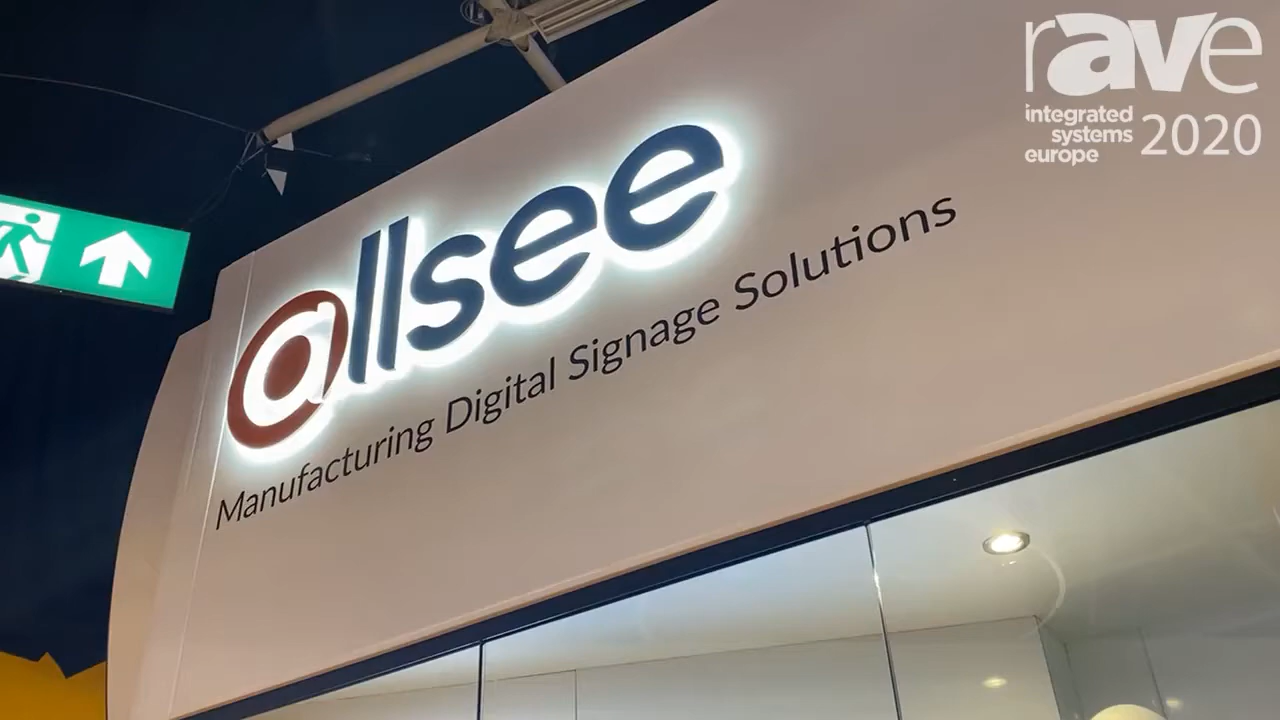 rave
integrated
systems
europe
2020
allsee
Manufacturing Digital Signage Solutions